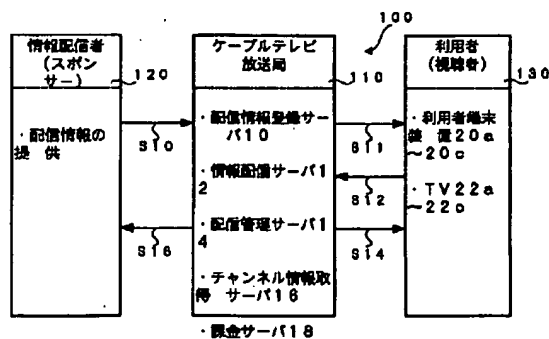 100
情報配信者
(スポン
サー)
120
・配信情報の
提 供
S10
S16
ケーブルテレビ
放送局
110
・配信情報登録サー
バ10
・情報配信サーバ1
2
・配信管理サーバ1
4
・チャンネル情報取
得 サーバ16
・課金サーバ18
S11
S12
S14
利用者
(視聴者)
130
・利用者端末
装 置20a
~20c
・TV22a
~22c